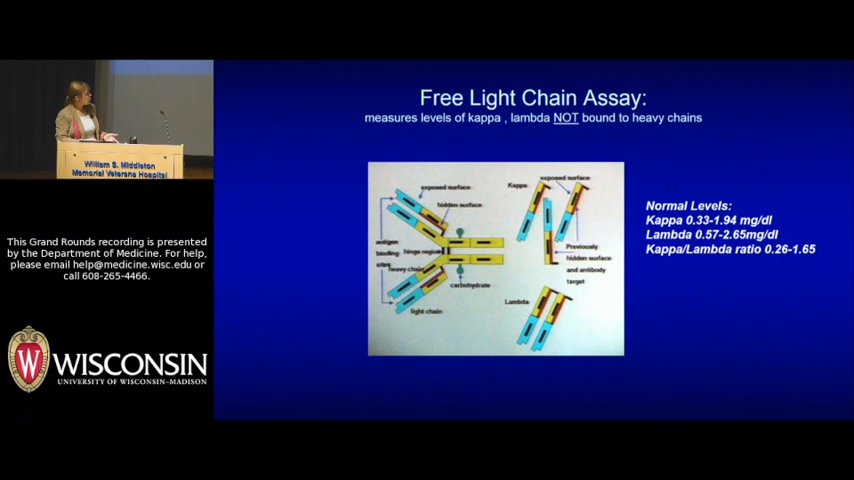 William S. Middleton
Memorial Veterans Hospital
This Grand Rounds recording is presented
by the Department of Medicine. For help,
please email help@medicine.wisc.edu or
call 608-265-4466.
W
WISCONSIN
UNIVERSITY OF WISCONSIN–MADISON
Free Light Chain Assay:
measures levels of kappa , lambda NOT bound to heavy chains
exposed surface
hidden surface
antigen
binding
sites
hinge region
heavy chain
carbohydrate
light chain
Kappa
exposed surface
Previously
hidden surface
and antibody
target
Lambda
Normal Levels:
Kappa 0.33-1.94 mg/dl
Lambda 0.57-2.65mg/dl
Kappa/Lambda ratio 0.26-1.65